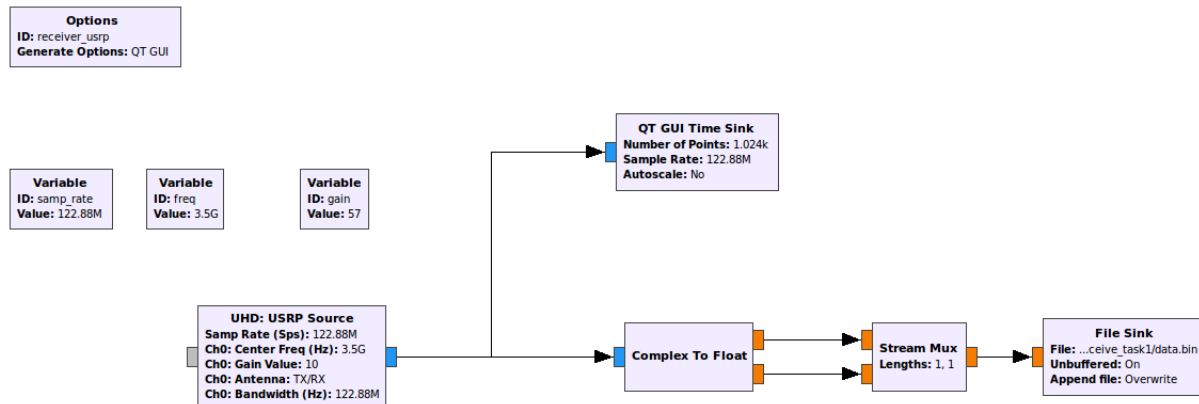 Options
ID: receiver_usrp
Generate Options: QT GUI
QT GUI Time Sink
Number of Points: 1.024k
Sample Rate: 122.88M
Autoscale: No
Variable
ID: samp_rate
Value: 122.88M
Variable
ID: freq
Value: 3.5G
Variable
ID: gain
Value: 57
UHD: USRP Source
Samp Rate (Sps): 122.88M
Ch0: Center Freq (Hz): 3.5G
Ch0: Gain Value: 10
Ch0: Antenna: TX/RX
Ch0: Bandwidth (Hz): 122.88M
Complex To Float
Stream Mux
Lengths: 1, 1
File Sink
File: ...ceive_task1/data.bin
Unbuffered: On
Append file: Overwrite